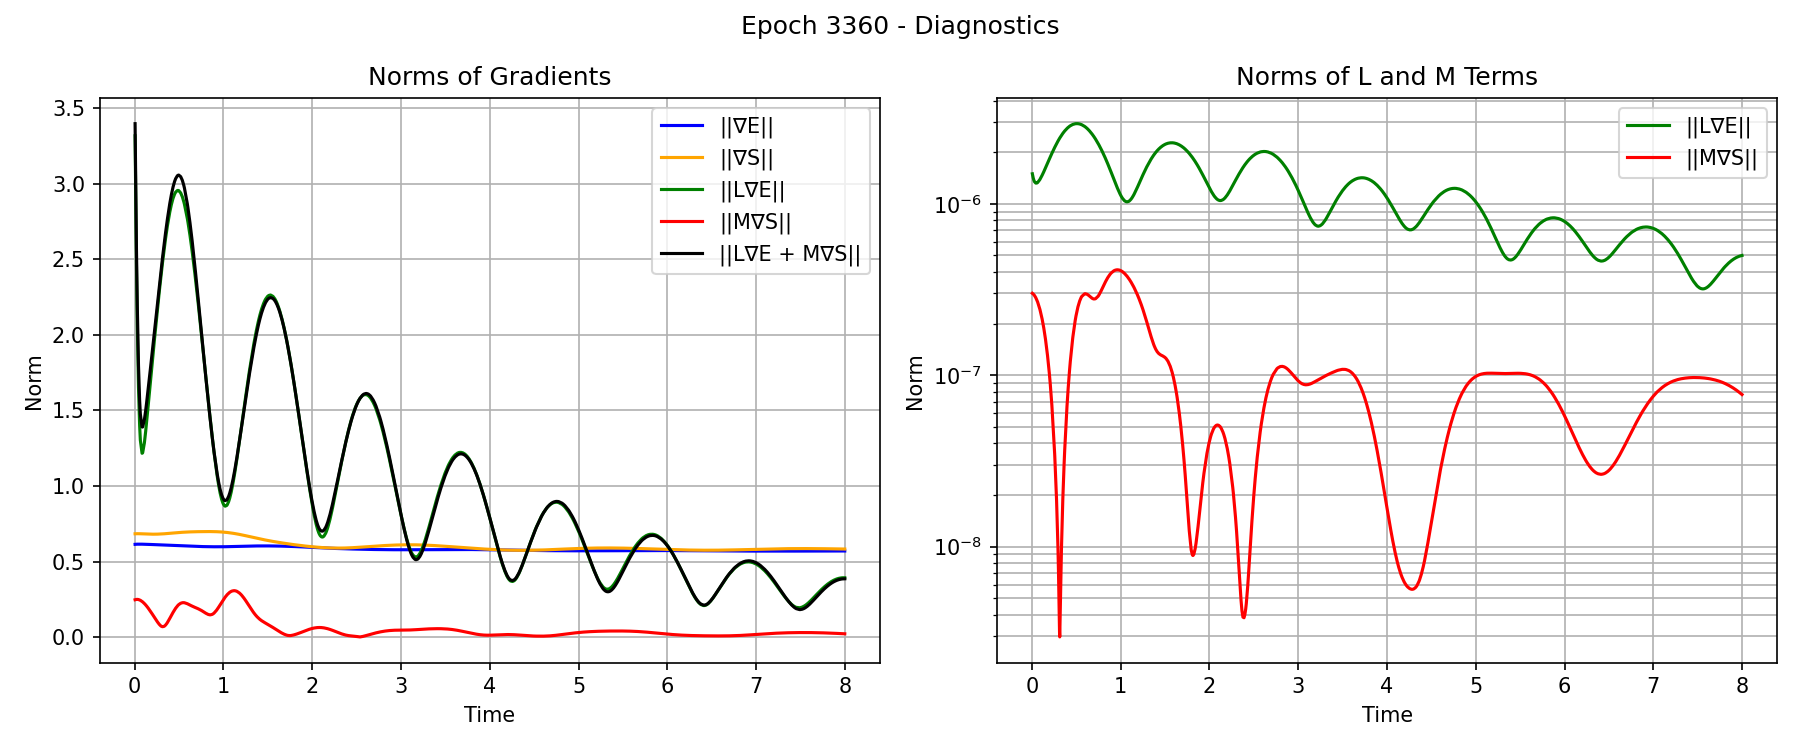 Epoch 3360 - Diagnostics
Norms of Gradients
3.5
3.0
2.5
2.0
1.5
1.0
0.5
0.0
Norm
0 1 2 3 4 5 6 7 8
Time
||∇E||
||∇S||
||L∇E||
||M∇S||
||L∇E + M∇S||
Norms of L and M Terms
10⁻⁶
10⁻⁷
10⁻⁸
Norm
0 1 2 3 4 5 6 7 8
Time
||L∇E||
||M∇S||